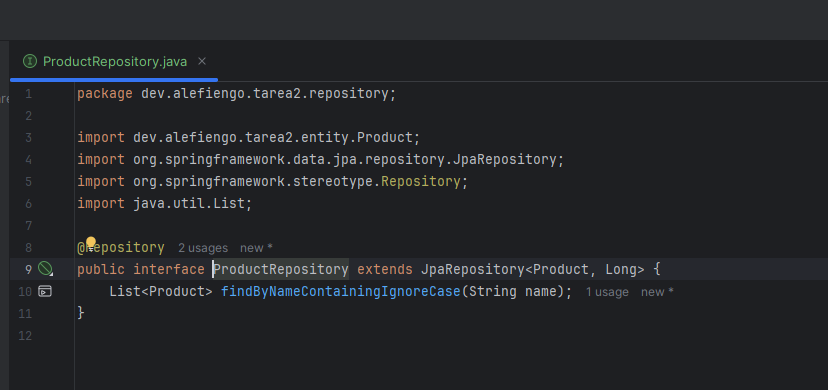 ProductRepository.java
1 package dev.alefiengo.tarea2.repository;
2
3 import dev.alefiengo.tarea2.entity.Product;
4 import org.springframework.data.jpa.repository.JpaRepository;
5 import org.springframework.stereotype.Repository;
6 import java.util.List;
7
8 @Repository 2 usages new *
9 public interface ProductRepository extends JpaRepository<Product, Long> {
10 List<Product> findByNameContainingIgnoreCase(String name); 1 usage new *
11 }
12